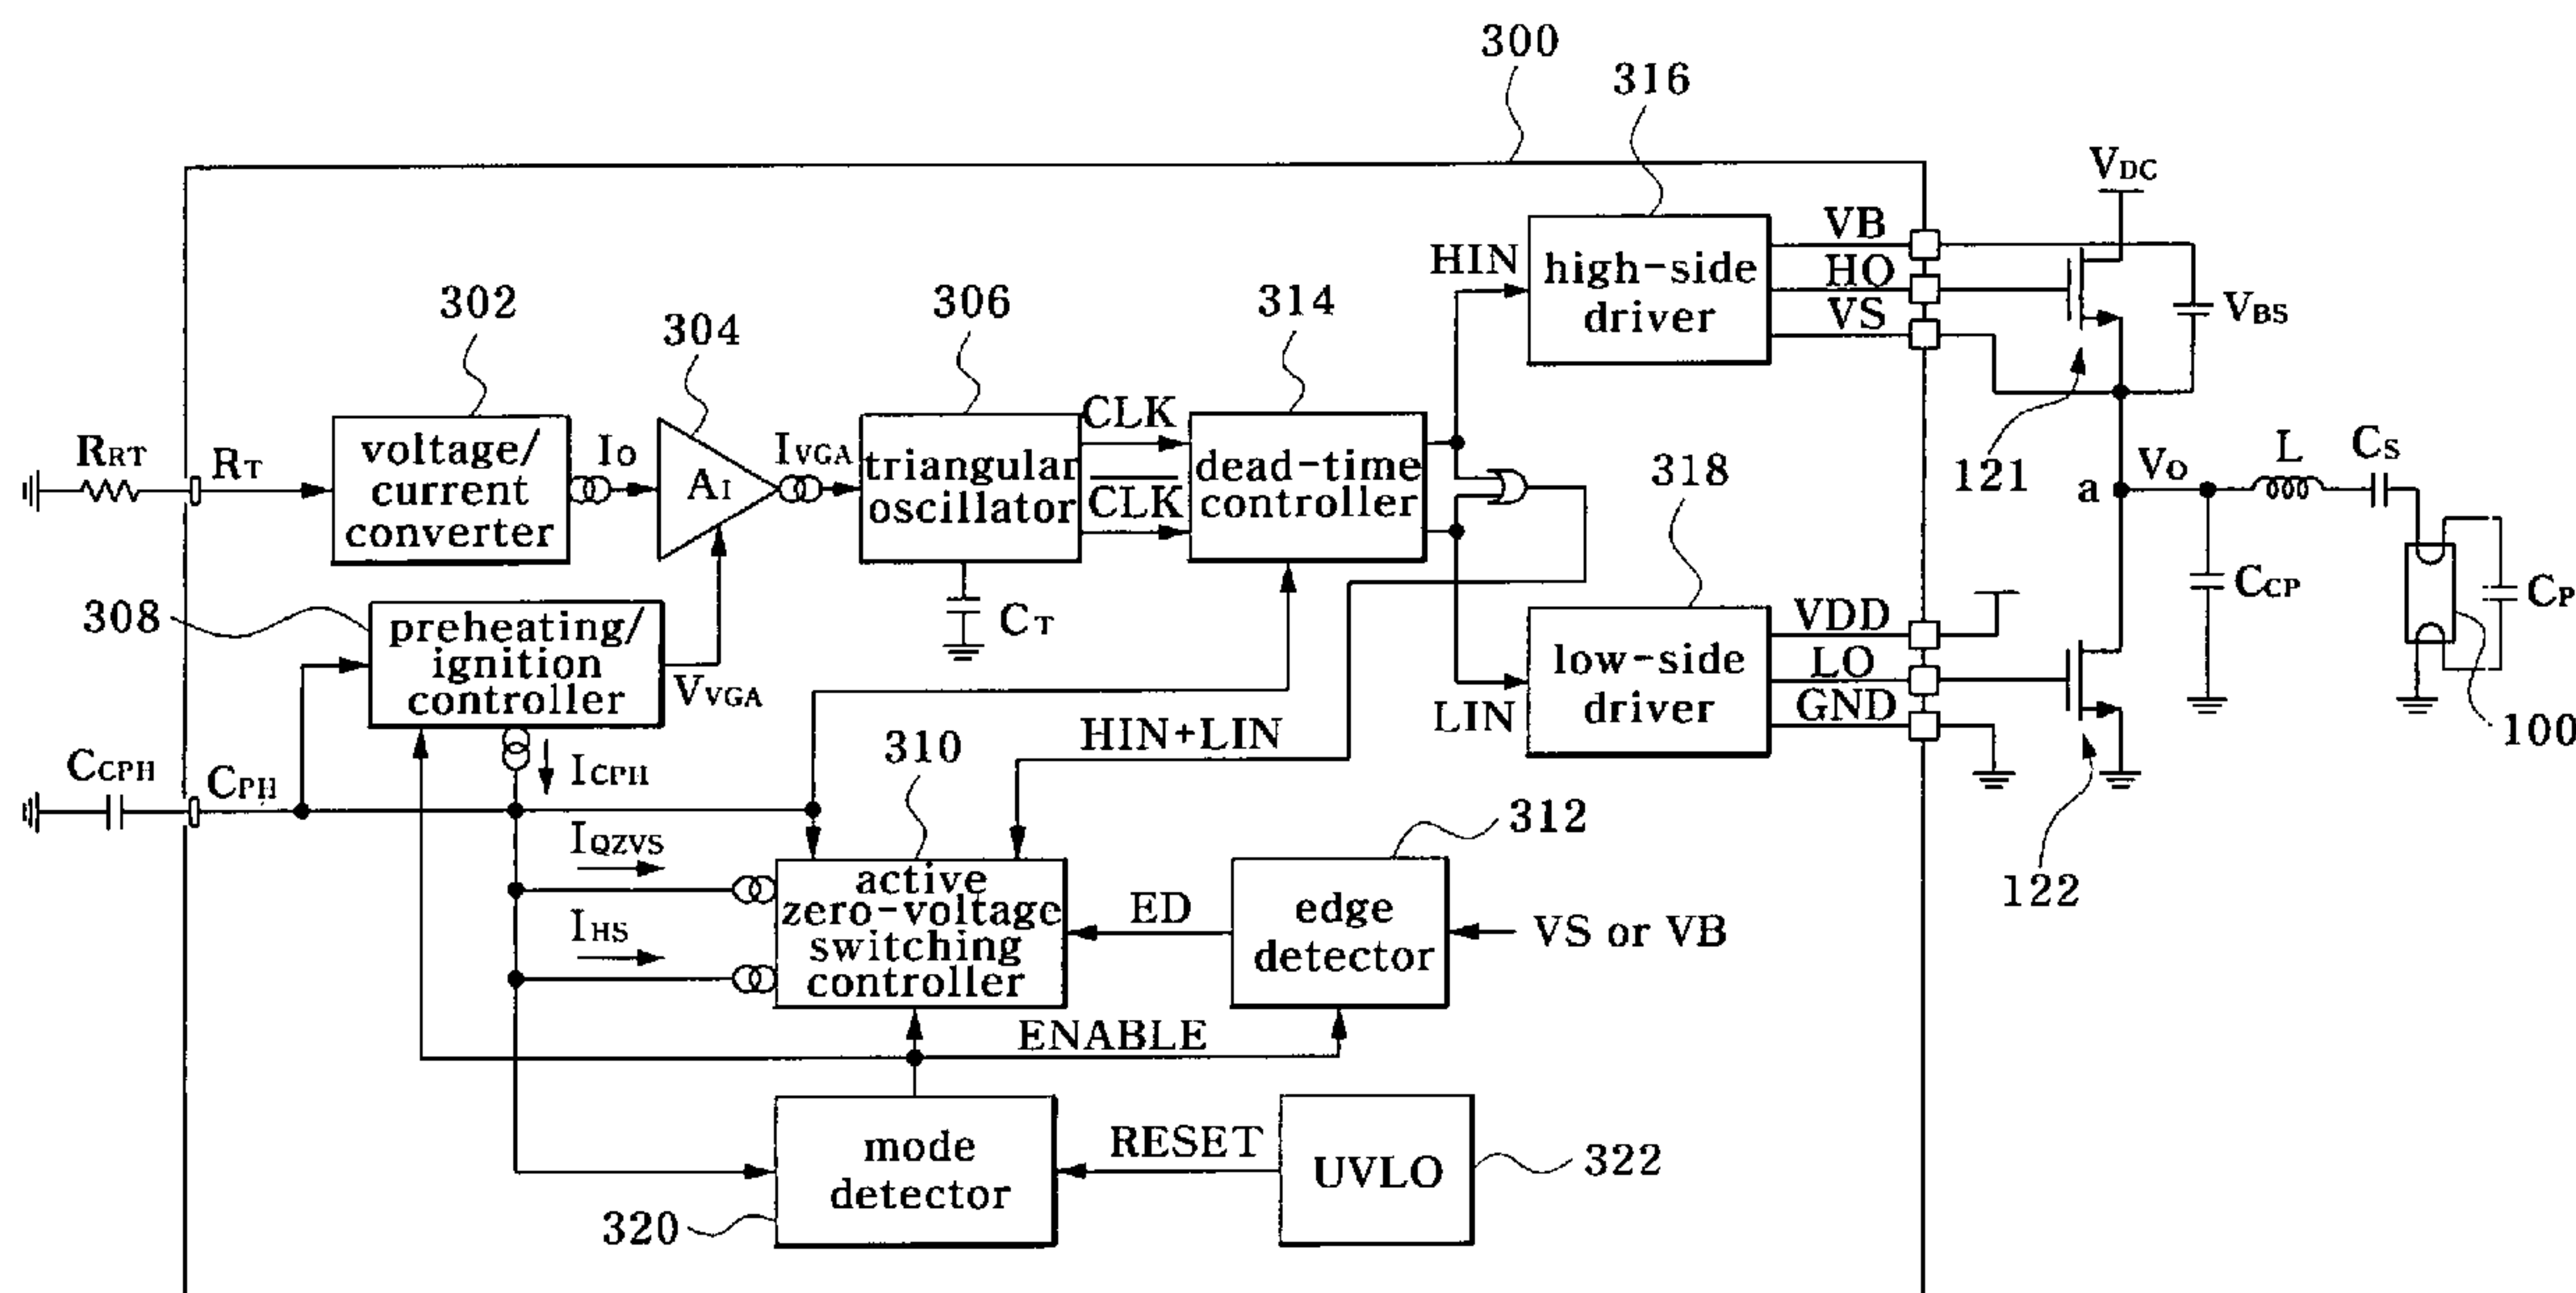 300
316
VDC
VB
HIN
high-side
driver
HO
VS
VBS
302
304
306
314
RRT
RT
voltage/
current
converter
IO
AI
IVGA
triangular
oscillator
CLK
CLK
dead-time
controller
121
318
a
VO
L
CS
CCP
CP
100
308
preheating/
ignition
controller
VVGA
CT
LIN
low-side
driver
VDD
LO
GND
122
CCPH
CPH
ICPH
310
HIN+LIN
312
IQZVS
IHS
active
zero-voltage
switching
controller
ED
edge
detector
VS or VB
ENABLE
mode
detector
RESET
UVLO
322
320